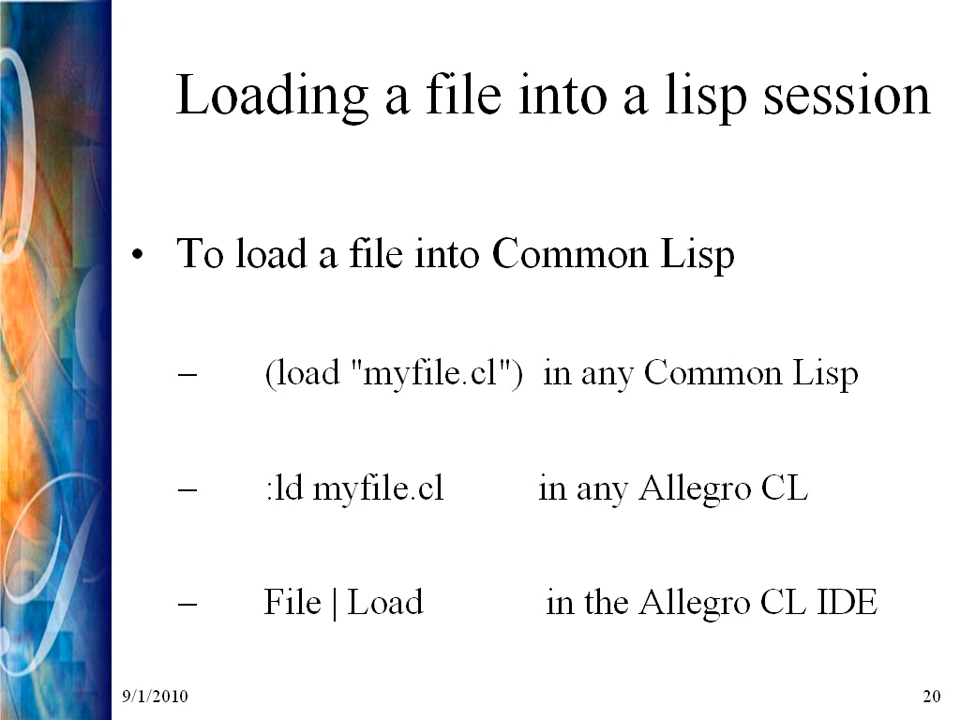 Loading a file into a lisp session
• To load a file into Common Lisp
– (load "myfile.cl") in any Common Lisp
– :ld myfile.cl in any Allegro CL
– File | Load in the Allegro CL IDE
9/1/2010 20